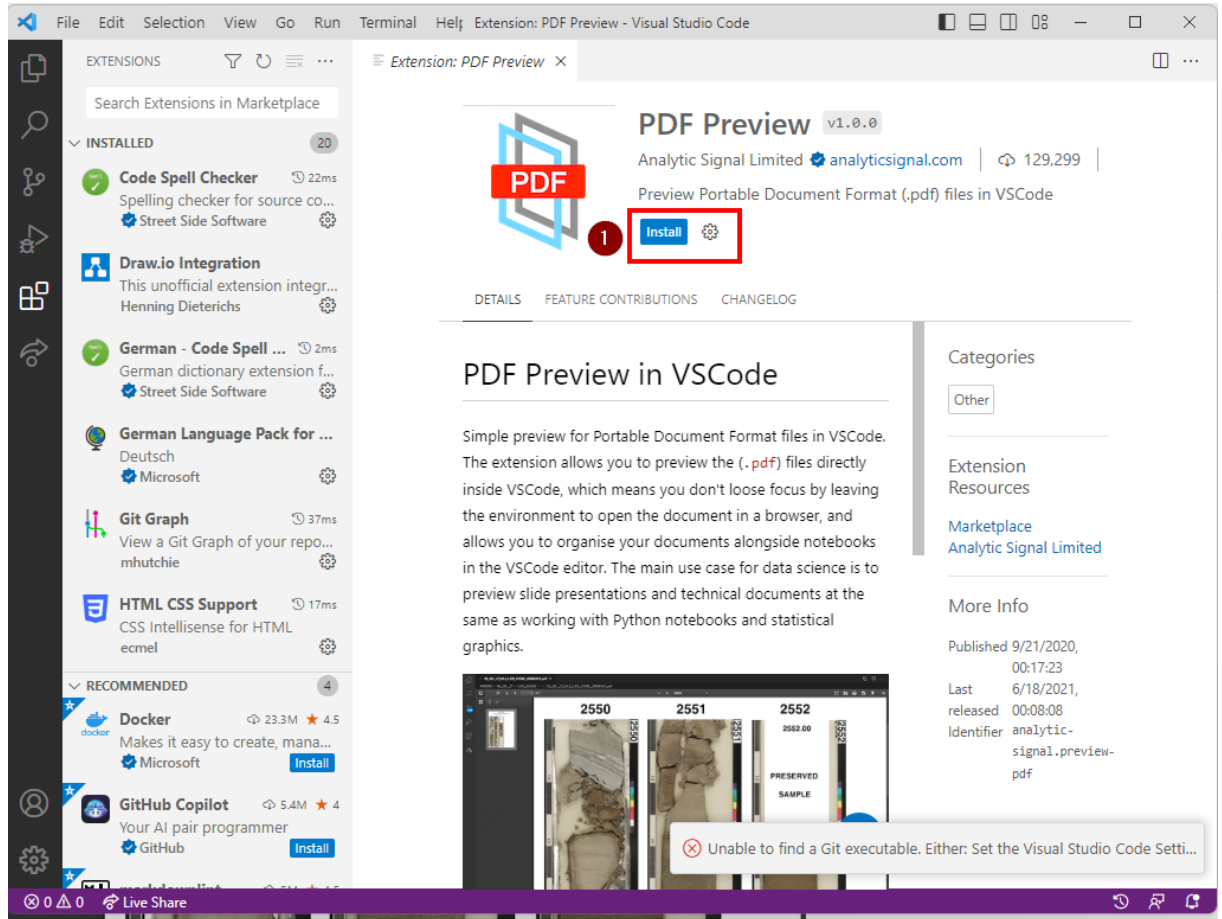 File Edit Selection View Go Run Terminal Help Extension: PDF Preview - Visual Studio Code
EXTENSIONS
Search Extensions in Marketplace
INSTALLED 20
Code Spell Checker 22ms
Spelling checker for source co...
Street Side Software
Draw.io Integration
This unofficial extension integr...
Henning Dieterichs
German - Code Spell ... 2ms
German dictionary extension f...
Street Side Software
German Language Pack for ...
Deutsch
Microsoft
Git Graph 37ms
View a Git Graph of your repo...
mhutchie
HTML CSS Support 17ms
CSS Intellisense for HTML
ecmel
RECOMMENDED 4
Docker 23.3M 4.5
docker
Makes it easy to create, mana...
Microsoft Install
GitHub Copilot 5.4M 4
Your AI pair programmer
GitHub Install
Extension: PDF Preview
PDF
PDF Preview v1.0.0
Analytic Signal Limited analyticsignal.com 129,299
Preview Portable Document Format (.pdf) files in VSCode
1 Install
DETAILS FEATURE CONTRIBUTIONS CHANGELOG
PDF Preview in VSCode
Simple preview for Portable Document Format files in VSCode.
The extension allows you to preview the (.pdf) files directly
inside VSCode, which means you don't loose focus by leaving
the environment to open the document in a browser, and
allows you to organise your documents alongside notebooks
in the VSCode editor. The main use case for data science is to
preview slide presentations and technical documents at the
same as working with Python notebooks and statistical
graphics.
2550 2551 2552
2550 2551 2552.00 2552
PRESERVED
SAMPLE
Categories
Other
Extension
Resources
Marketplace
Analytic Signal Limited
More Info
Published 9/21/2020,
00:17:23
Last 6/18/2021,
released 00:08:08
Identifier analytic-
signal.preview-
pdf
Unable to find a Git executable. Either: Set the Visual Studio Code Setti...
0 0 Live Share